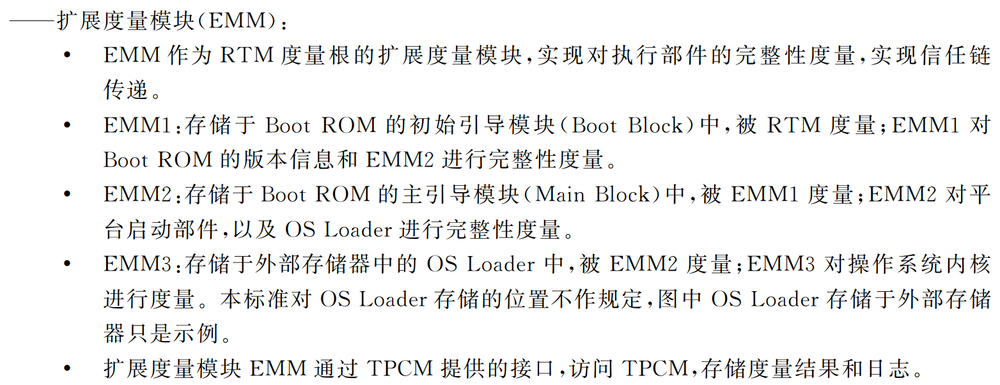 ——扩展度量模块(EMM):
• EMM 作为 RTM 度量根的扩展度量模块,实现对执行部件的完整性度量,实现信任链
传递。
• EMM1:存储于 Boot ROM 的初始引导模块(Boot Block)中,被 RTM 度量;EMM1 对
Boot ROM 的版本信息和 EMM2 进行完整性度量。
• EMM2:存储于 Boot ROM 的主引导模块(Main Block)中,被 EMM1 度量;EMM2 对平
台启动部件,以及 OS Loader 进行完整性度量。
• EMM3:存储于外部存储器中的 OS Loader 中,被 EMM2 度量;EMM3 对操作系统内核
进行度量。本标准对 OS Loader 存储的位置不作规定,图中 OS Loader 存储于外部存储
器只是示例。
• 扩展度量模块 EMM 通过 TPCM 提供的接口,访问 TPCM,存储度量结果和日志。